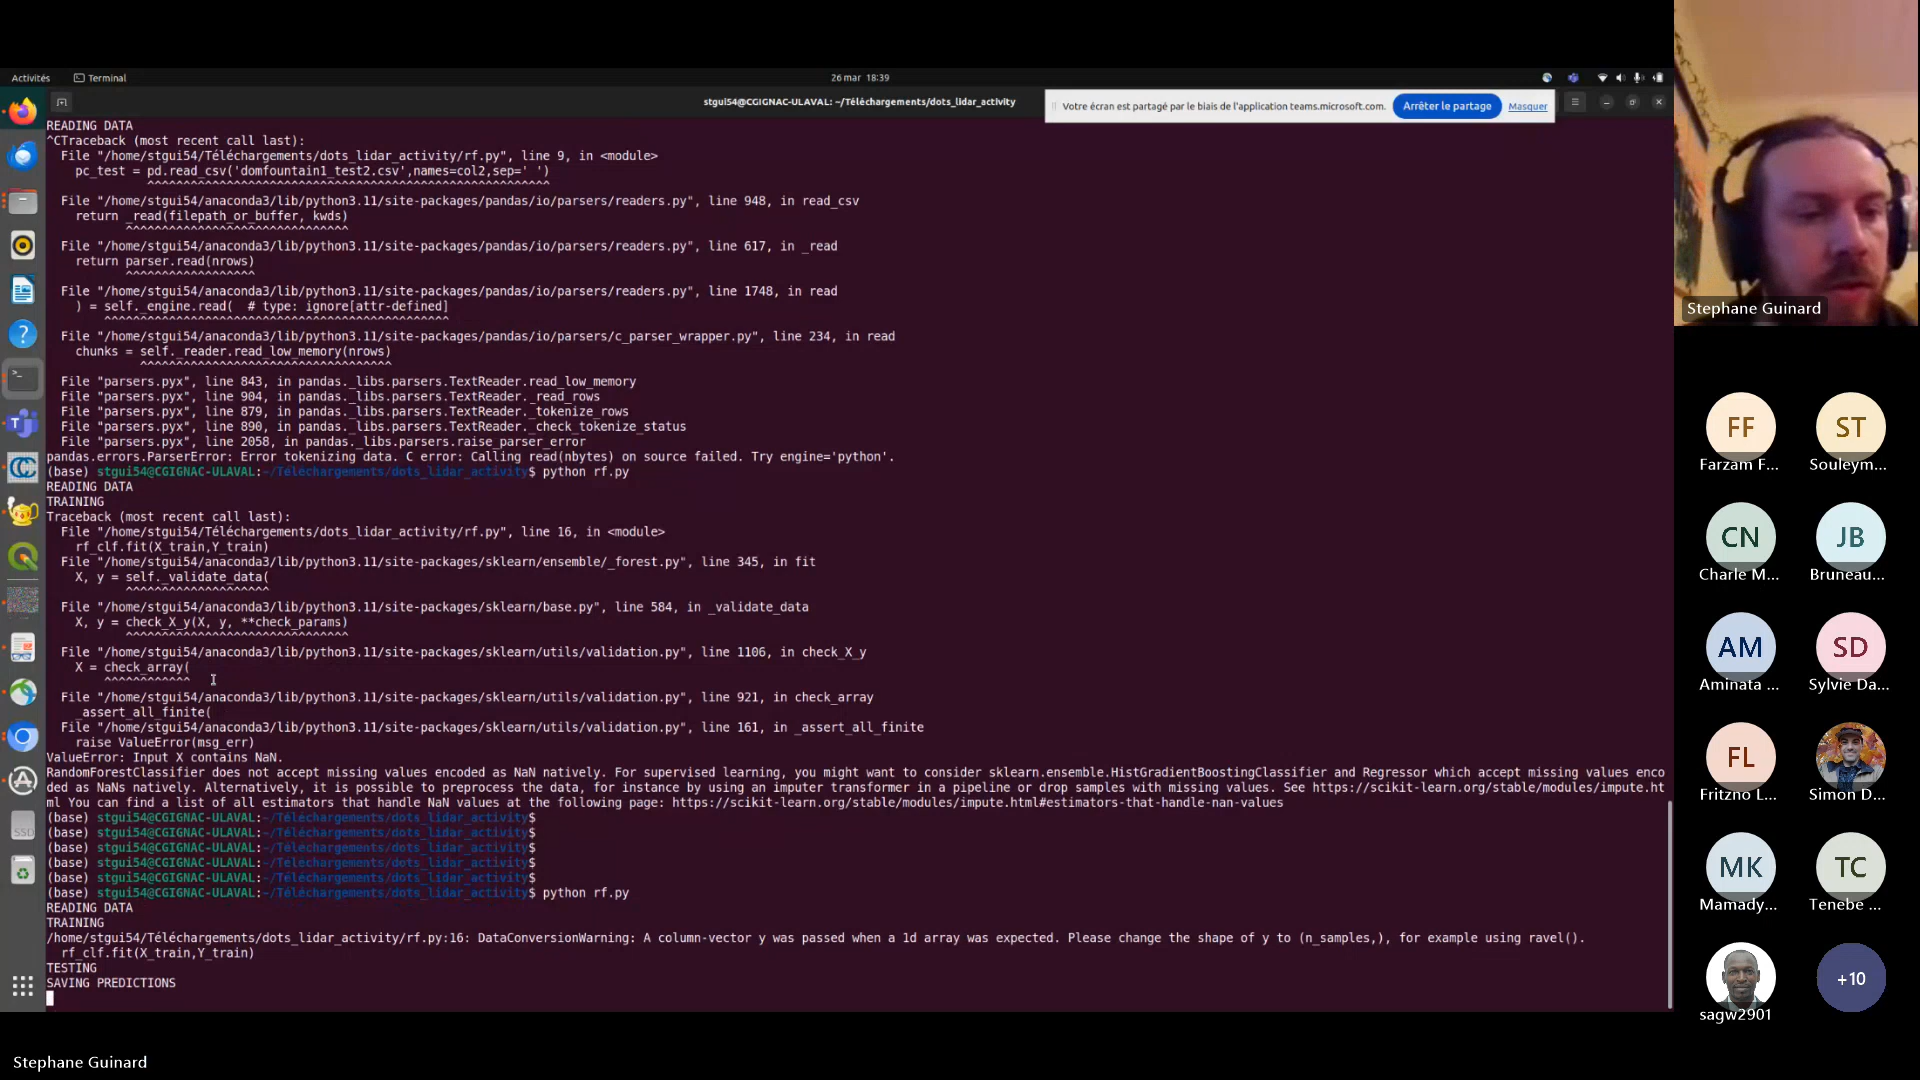 Activités
Terminal
26 mar 18:39
stgui54@CGIGNAC-ULAVAL: ~/Téléchargements/dots_lidar_activity
Votre écran est partagé par le biais de l'application teams.microsoft.com.
Arrêter le partage
Masquer
READING DATA
^CTraceback (most recent call last):
File "/home/stgui54/Téléchargements/dots_lidar_activity/rf.py", line 9, in <module>
pc_test = pd.read_csv('domfountain1_test2.csv',names=col2,sep=' ')
^^^^^^^^^^^^^^^^^^^^^^^^^^^^^^^^^^^^^^^^^^^^^^^^^^^^^^^^
File "/home/stgui54/anaconda3/lib/python3.11/site-packages/pandas/io/parsers/readers.py", line 948, in read_csv
return _read(filepath_or_buffer, kwds)
^^^^^^^^^^^^^^^^^^^^^^^^^^^^^^^
File "/home/stgui54/anaconda3/lib/python3.11/site-packages/pandas/io/parsers/readers.py", line 617, in _read
return parser.read(nrows)
^^^^^^^^^^^^^^^^^^
File "/home/stgui54/anaconda3/lib/python3.11/site-packages/pandas/io/parsers/readers.py", line 1748, in read
) = self._engine.read(  # type: ignore[attr-defined]
^^^^^^^^^^^^^^^^^^^^^^^^^^^^^^^^^^^^^^^^^^^^^^^^
File "/home/stgui54/anaconda3/lib/python3.11/site-packages/pandas/io/parsers/c_parser_wrapper.py", line 234, in read
chunks = self._reader.read_low_memory(nrows)
^^^^^^^^^^^^^^^^^^^^^^^^^^^^^^^^^^^
File "parsers.pyx", line 843, in pandas._libs.parsers.TextReader.read_low_memory
File "parsers.pyx", line 904, in pandas._libs.parsers.TextReader._read_rows
File "parsers.pyx", line 879, in pandas._libs.parsers.TextReader._tokenize_rows
File "parsers.pyx", line 890, in pandas._libs.parsers.TextReader._check_tokenize_status
File "parsers.pyx", line 2058, in pandas._libs.parsers.raise_parser_error
pandas.errors.ParserError: Error tokenizing data. C error: Calling read(nbytes) on source failed. Try engine='python'.
(base) stgui54@CGIGNAC-ULAVAL:~/Téléchargements/dots_lidar_activity$ python rf.py
READING DATA
TRAINING
Traceback (most recent call last):
File "/home/stgui54/Téléchargements/dots_lidar_activity/rf.py", line 16, in <module>
rf_clf.fit(X_train,Y_train)
File "/home/stgui54/anaconda3/lib/python3.11/site-packages/sklearn/ensemble/_forest.py", line 345, in fit
X, y = self._validate_data(
^^^^^^^^^^^^^^^^^^^^
File "/home/stgui54/anaconda3/lib/python3.11/site-packages/sklearn/base.py", line 584, in _validate_data
X, y = check_X_y(X, y, **check_params)
^^^^^^^^^^^^^^^^^^^^^^^^^^^^^^^
File "/home/stgui54/anaconda3/lib/python3.11/site-packages/sklearn/utils/validation.py", line 1106, in check_X_y
X = check_array(
^^^^^^^^^^^^
File "/home/stgui54/anaconda3/lib/python3.11/site-packages/sklearn/utils/validation.py", line 921, in check_array
_assert_all_finite(
File "/home/stgui54/anaconda3/lib/python3.11/site-packages/sklearn/utils/validation.py", line 161, in _assert_all_finite
raise ValueError(msg_err)
ValueError: Input X contains NaN.
RandomForestClassifier does not accept missing values encoded as NaN natively. For supervised learning, you might want to consider sklearn.ensemble.HistGradientBoostingClassifier and Regressor which accept missing values enco
ded as NaNs natively. Alternatively, it is possible to preprocess the data, for instance by using an imputer transformer in a pipeline or drop samples with missing values. See https://scikit-learn.org/stable/modules/impute.ht
ml You can find a list of all estimators that handle NaN values at the following page: https://scikit-learn.org/stable/modules/impute.html#estimators-that-handle-nan-values
(base) stgui54@CGIGNAC-ULAVAL:~/Téléchargements/dots_lidar_activity$
(base) stgui54@CGIGNAC-ULAVAL:~/Téléchargements/dots_lidar_activity$
(base) stgui54@CGIGNAC-ULAVAL:~/Téléchargements/dots_lidar_activity$
(base) stgui54@CGIGNAC-ULAVAL:~/Téléchargements/dots_lidar_activity$
(base) stgui54@CGIGNAC-ULAVAL:~/Téléchargements/dots_lidar_activity$
(base) stgui54@CGIGNAC-ULAVAL:~/Téléchargements/dots_lidar_activity$ python rf.py
READING DATA
TRAINING
/home/stgui54/Téléchargements/dots_lidar_activity/rf.py:16: DataConversionWarning: A column-vector y was passed when a 1d array was expected. Please change the shape of y to (n_samples,), for example using ravel().
rf_clf.fit(X_train,Y_train)
TESTING
SAVING PREDICTIONS
SSD
Stephane Guinard
FF
ST
Farzam F...
Souleym...
CN
JB
Charle M...
Bruneau...
AM
SD
Aminata ...
Sylvie Da...
FL
Fritzno L...
Simon D...
MK
TC
Mamady...
Tenebe ...
+10
sagw2901
Stephane Guinard